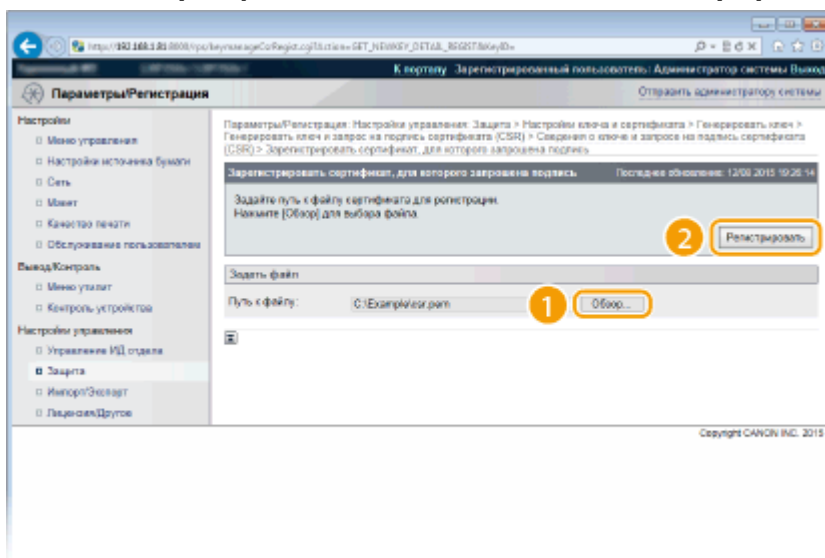 К порталу Зарегистрированный пользователь: Администратор системы Выход
Параметры/Регистрация
Отправить администратору системы
Настройки
Меню управления
Настройки источника бумаги
Сеть
Макет
Качество печати
Обслуживание пользователем
Вывод/Контроль
Меню утилит
Контроль устройства
Настройки управления
Управление ИД отдела
Защита
Импорт/Экспорт
Лицензия/Другое
Параметры/Регистрация: Настройки управления: Защита > Настройки ключа и сертификата > Генерировать ключ >
Генерировать ключ и запрос на подпись сертификата (CSR) > Сведения о ключе и запросе на подпись сертификата
(CSR) > Зарегистрировать сертификат, для которого запрошена подпись
Зарегистрировать сертификат, для которого запрошена подпись
Последнее обновление: 12/08 2015 19:28:14
Задайте путь к файлу сертификата для регистрации.
Нажмите [Обзор] для выбора файла.
2
Регистрировать
Задать файл
Путь к файлу:
C:\Example\csr.pem
1
Обзор...
Copyright CANON INC. 2015